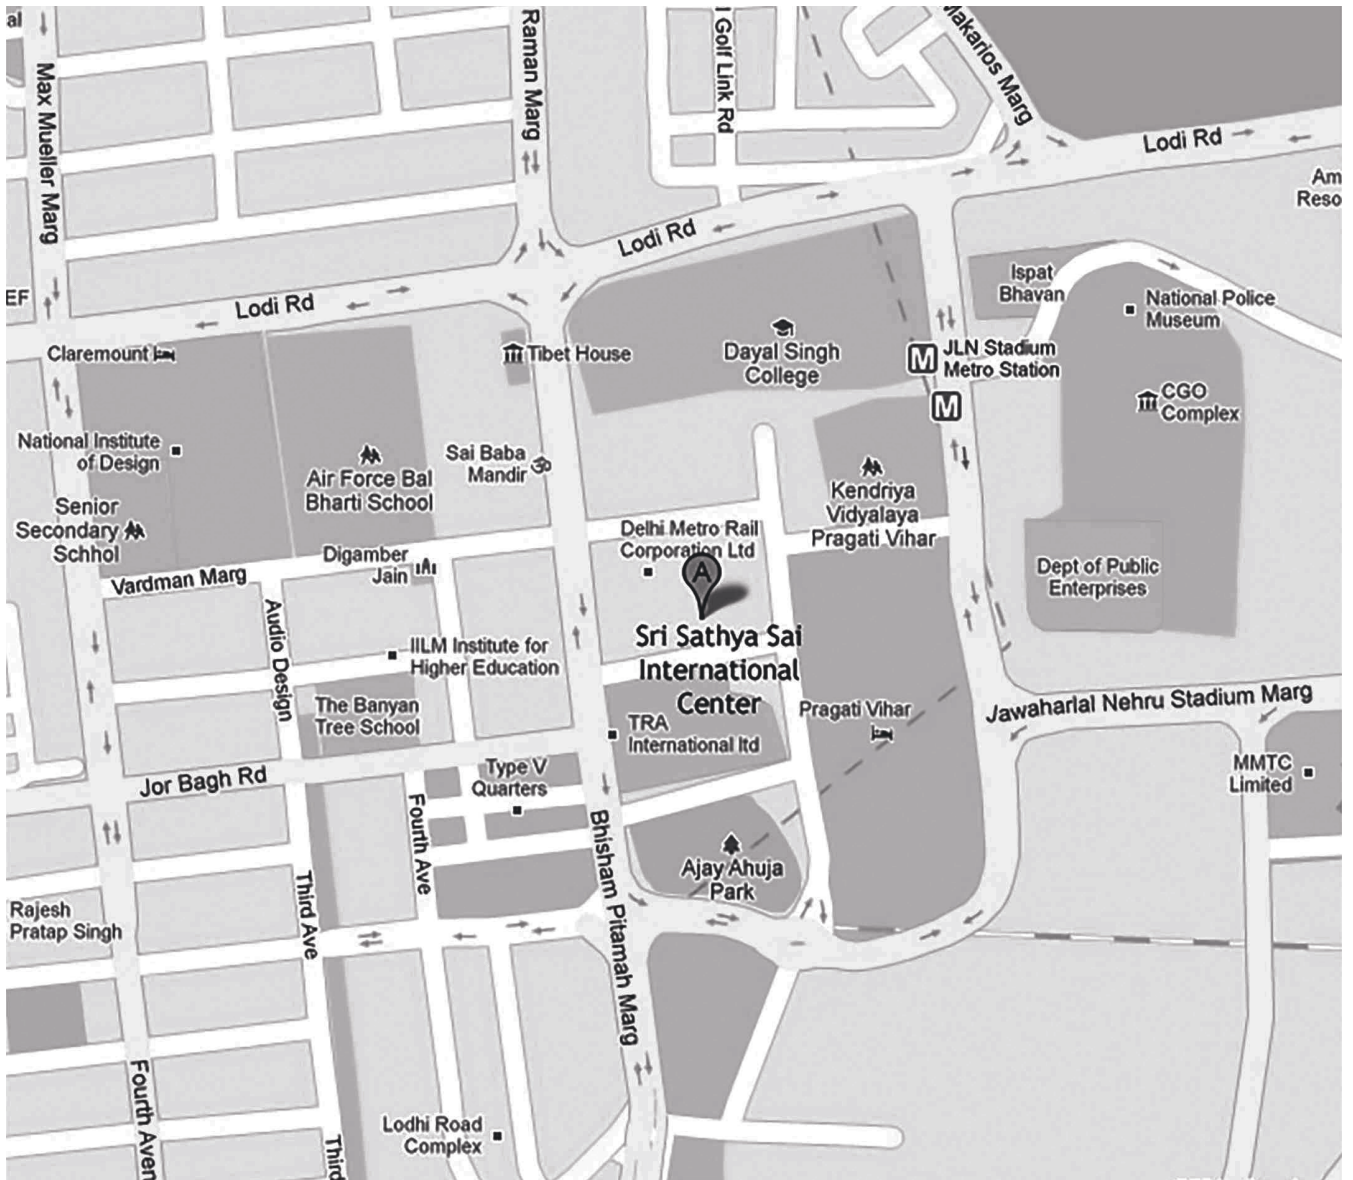 al
Max Mueller Marg
Raman Marg
I Golf Link Rd
Makarios Marg
Lodi Rd
Am
Reso
Lodi Rd
EF
Lodi Rd
Ispat
Bhavan
National Police
Museum
Claremount
Tibet House
Dayal Singh
College
JLN Stadium
Metro Station
M
M
CGO
Complex
National Institute
of Design
Air Force Bal
Bharti School
Sai Baba
Mandir
Kendriya
Vidyalaya
Pragati Vihar
Senior
Secondary
Schhol
Delhi Metro Rail
Corporation Ltd
Digamber
Jain
Vardman Marg
A
Dept of Public
Enterprises
Audio Design
IILM Institute for
Higher Education
Sri Sathya Sai
International
Center
The Banyan
Tree School
TRA
International ltd
Pragati Vihar
Jawaharlal Nehru Stadium Marg
Jor Bagh Rd
Type V
Quarters
MMTC
Limited
Fourth Ave
Bhisham Pitamah Marg
Ajay Ahuja
Park
Third Ave
Rajesh
Pratap Singh
Fourth Aven
Lodhi Road
Complex
Third